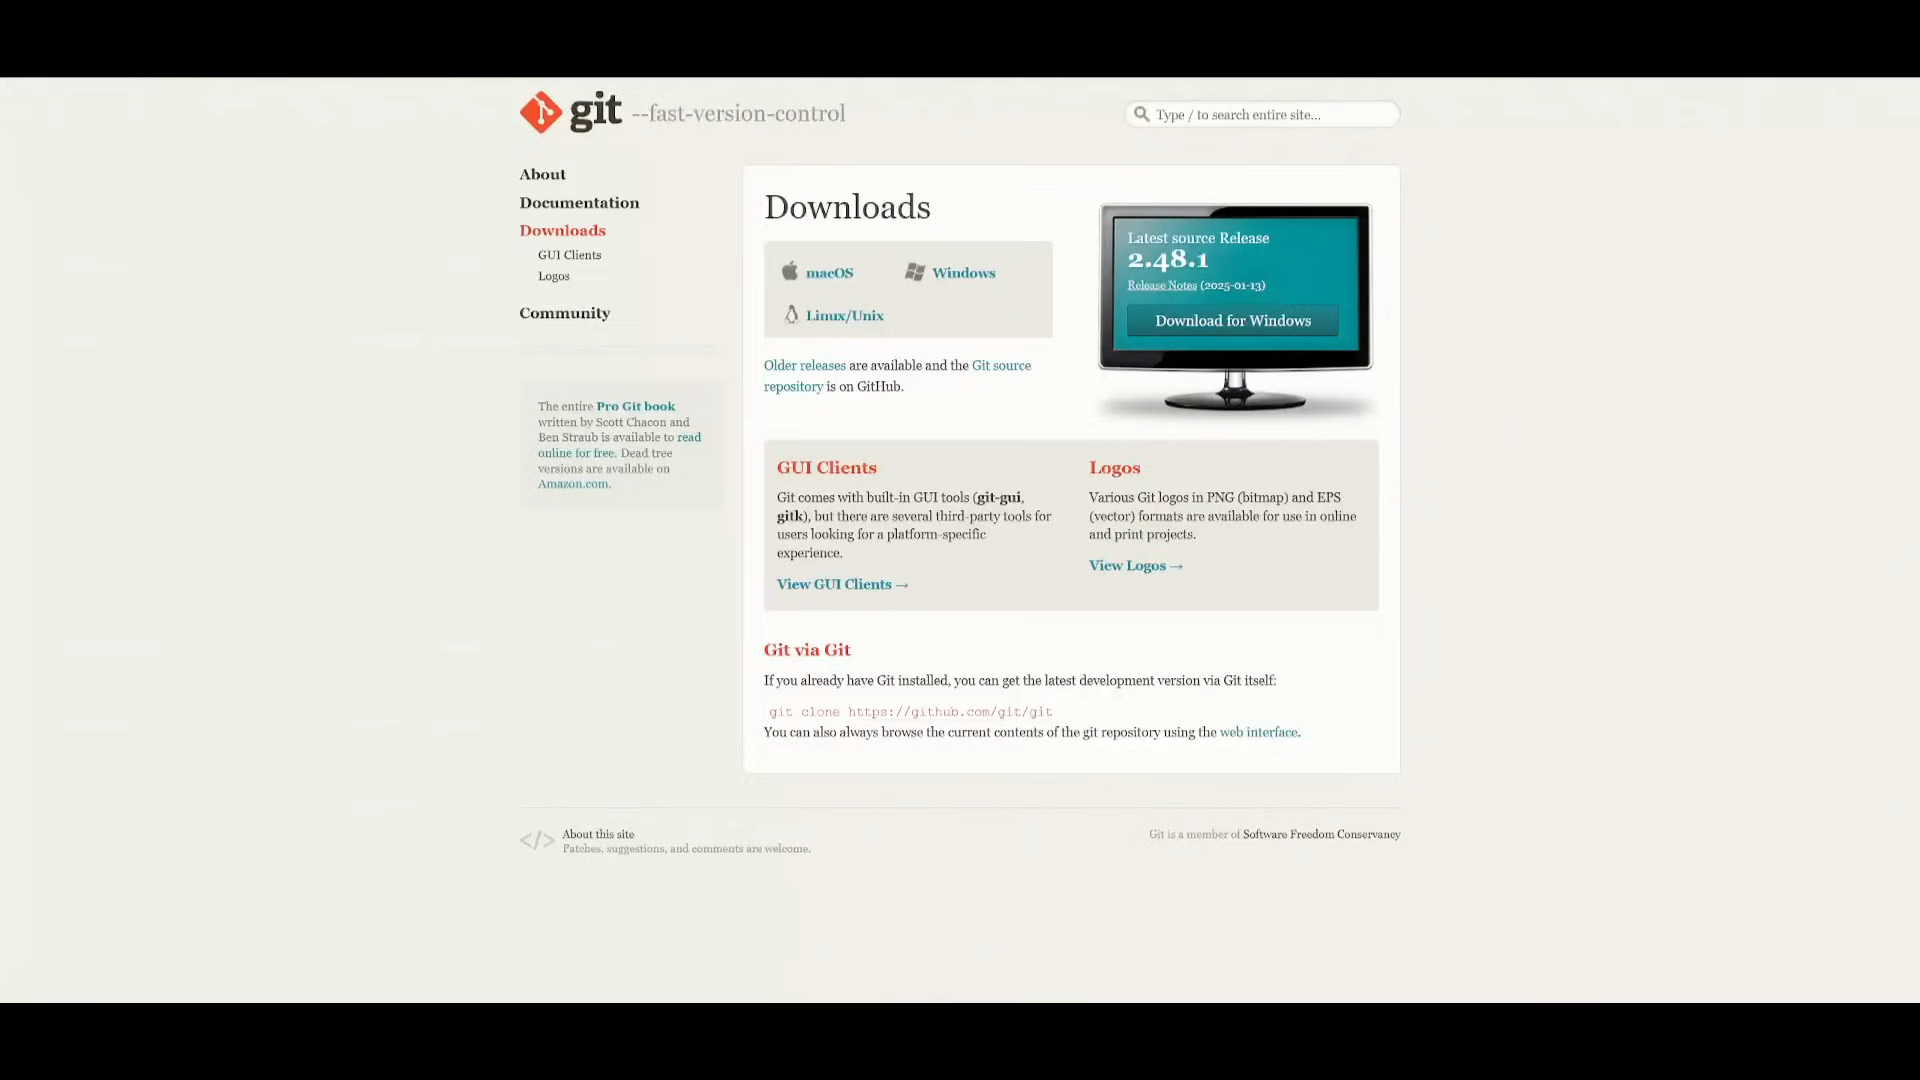 git --fast-version-control
Type / to search entire site...
About
Documentation
Downloads
GUI Clients
Logos
Community
The entire Pro Git book
written by Scott Chacon and
Ben Straub is available to read
online for free. Dead tree
versions are available on
Amazon.com.
Downloads
macOS
Windows
Linux/Unix
Older releases are available and the Git source
repository is on GitHub.
Latest source Release
2.48.1
Release Notes (2025-01-13)
Download for Windows
GUI Clients
Git comes with built-in GUI tools (git-gui,
gitk), but there are several third-party tools for
users looking for a platform-specific
experience.
View GUI Clients →
Logos
Various Git logos in PNG (bitmap) and EPS
(vector) formats are available for use in online
and print projects.
View Logos →
Git via Git
If you already have Git installed, you can get the latest development version via Git itself:
git clone https://github.com/git/git
You can also always browse the current contents of the git repository using the web interface.
</> About this site
Patches, suggestions, and comments are welcome.
Git is a member of Software Freedom Conservancy